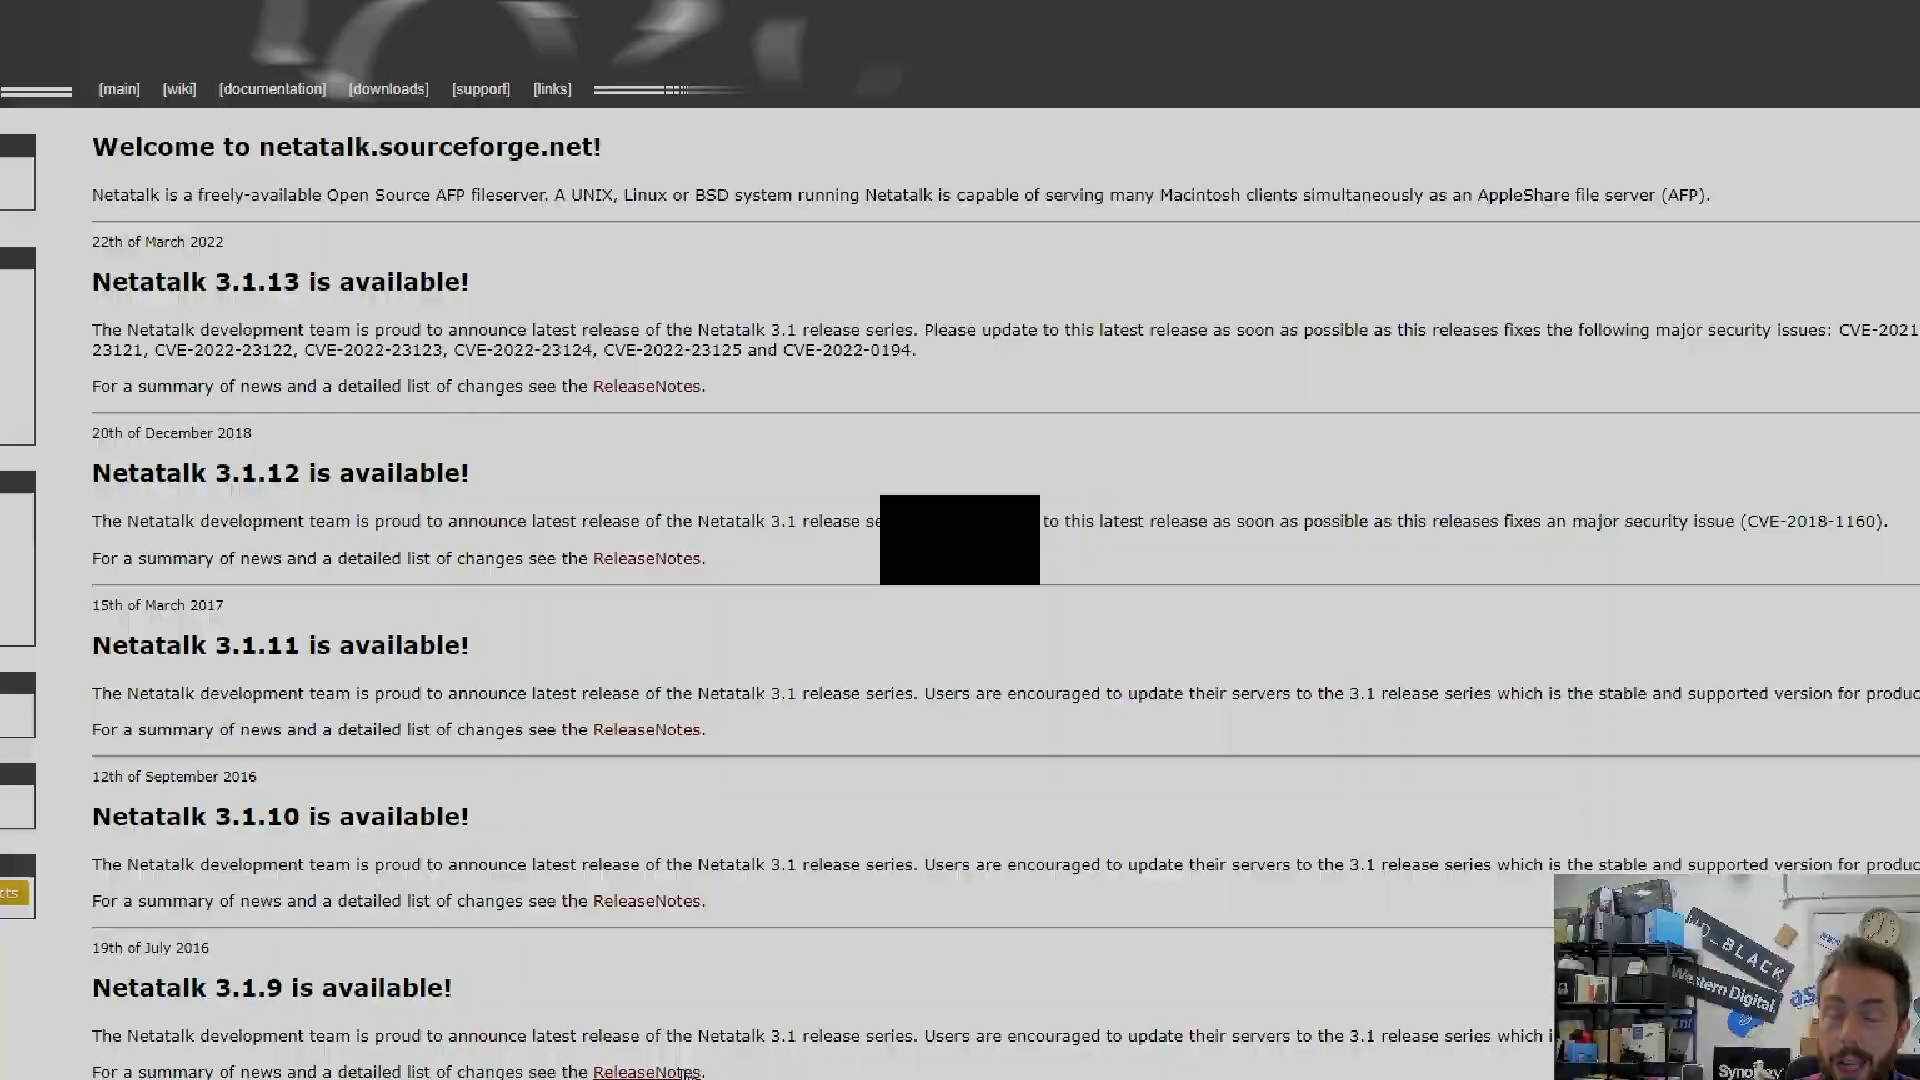 [main] [wiki] [documentation] [downloads] [support] [links]
Welcome to netatalk.sourceforge.net!
Netatalk is a freely-available Open Source AFP fileserver. A UNIX, Linux or BSD system running Netatalk is capable of serving many Macintosh clients simultaneously as an AppleShare file server (AFP).
22th of March 2022
Netatalk 3.1.13 is available!
The Netatalk development team is proud to announce latest release of the Netatalk 3.1 release series. Please update to this latest release as soon as possible as this releases fixes the following major security issues: CVE-2021
23121, CVE-2022-23122, CVE-2022-23123, CVE-2022-23124, CVE-2022-23125 and CVE-2022-0194.
For a summary of news and a detailed list of changes see the ReleaseNotes.
20th of December 2018
Netatalk 3.1.12 is available!
The Netatalk development team is proud to announce latest release of the Netatalk 3.1 release se to this latest release as soon as possible as this releases fixes an major security issue (CVE-2018-1160).
For a summary of news and a detailed list of changes see the ReleaseNotes.
15th of March 2017
Netatalk 3.1.11 is available!
The Netatalk development team is proud to announce latest release of the Netatalk 3.1 release series. Users are encouraged to update their servers to the 3.1 release series which is the stable and supported version for produc
For a summary of news and a detailed list of changes see the ReleaseNotes.
12th of September 2016
Netatalk 3.1.10 is available!
The Netatalk development team is proud to announce latest release of the Netatalk 3.1 release series. Users are encouraged to update their servers to the 3.1 release series which is the stable and supported version for produc
cts
For a summary of news and a detailed list of changes see the ReleaseNotes.
19th of July 2016
Netatalk 3.1.9 is available!
The Netatalk development team is proud to announce latest release of the Netatalk 3.1 release series. Users are encouraged to update their servers to the 3.1 release series which i
For a summary of news and a detailed list of changes see the ReleaseNotes.
D_BLACK
Western Digital.
as
Synology